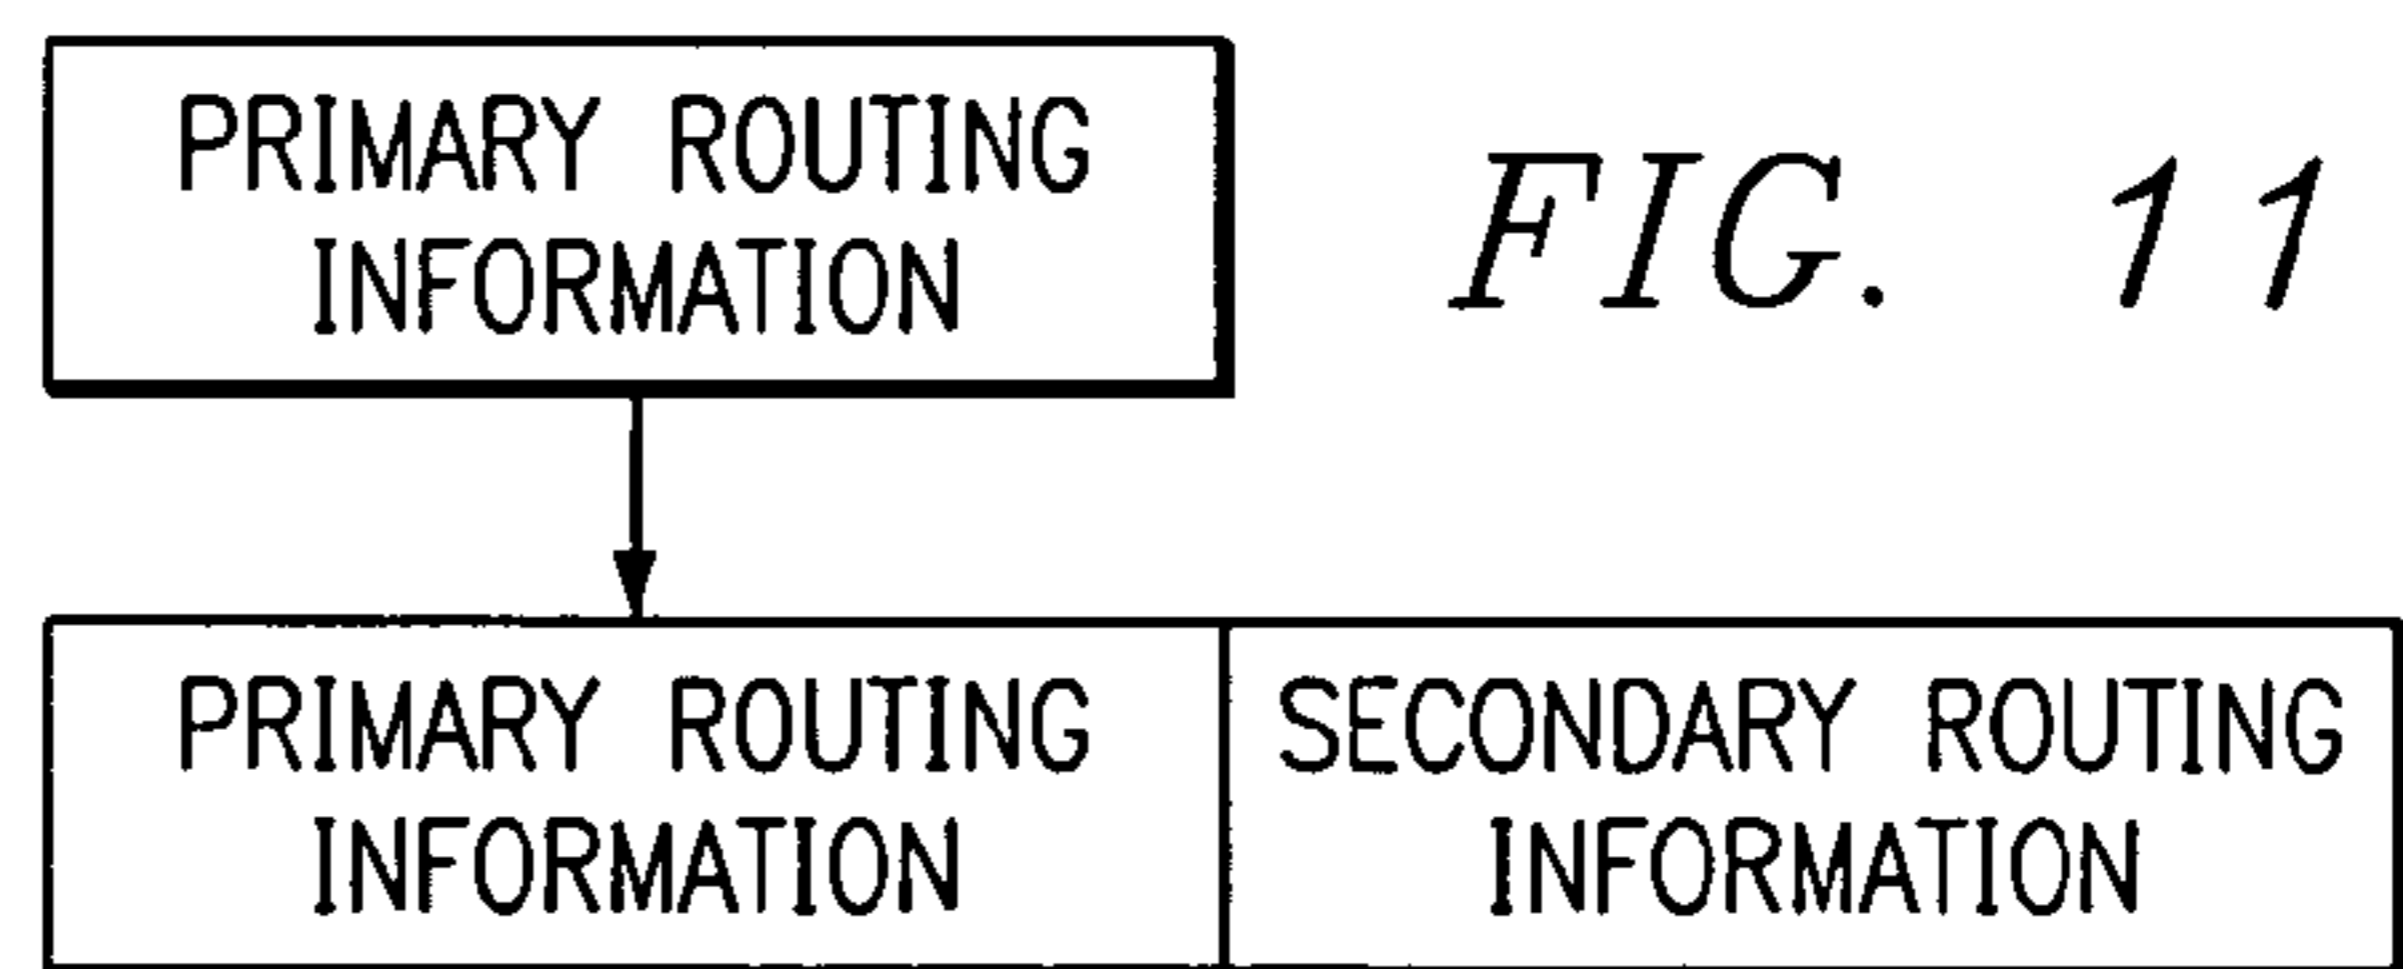 PRIMARY ROUTING
INFORMATION
FIG. 11
PRIMARY ROUTING
INFORMATION
SECONDARY ROUTING
INFORMATION